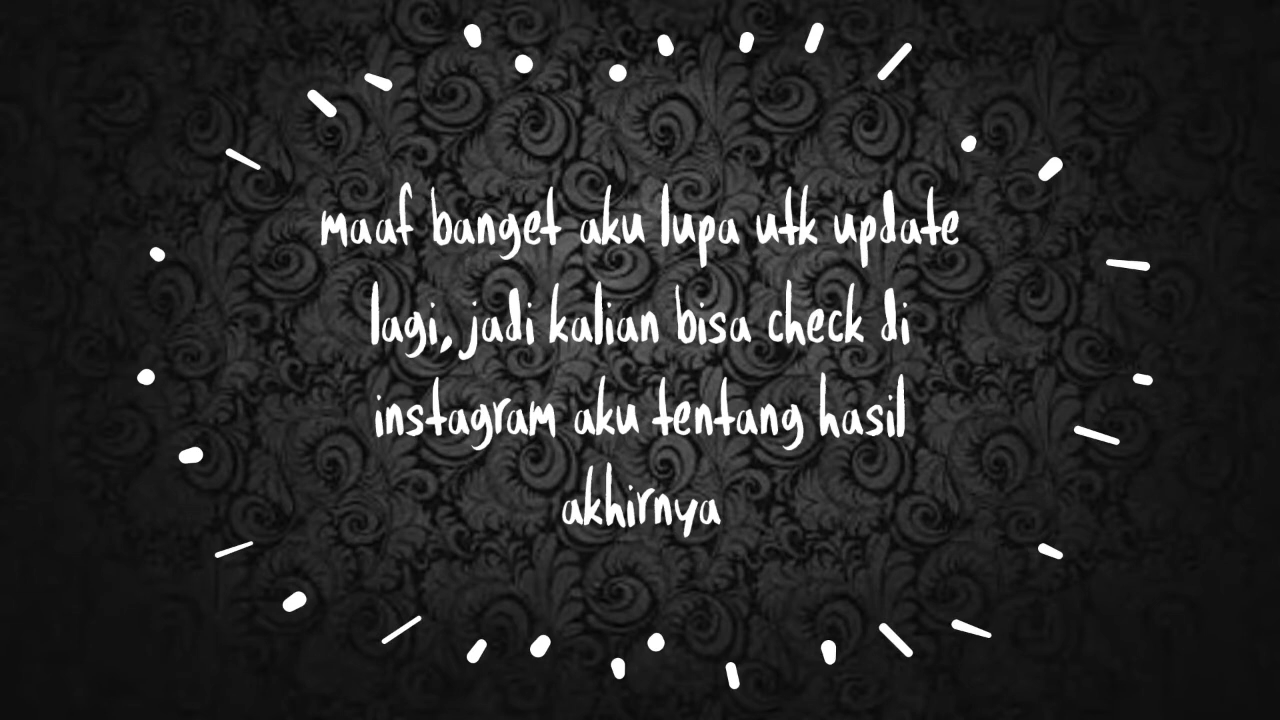 maaf banget aku lupa utk update
lagi, jadi kalian bisa check di
instagram aku tentang hasil
akhirnya